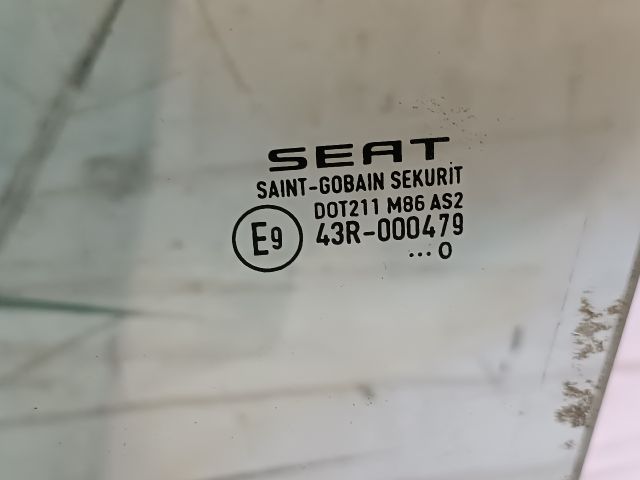 SEAT
SAINT-GOBAIN SEKURIT
DOT211 M86 AS2
E9 43R-000479
... 0